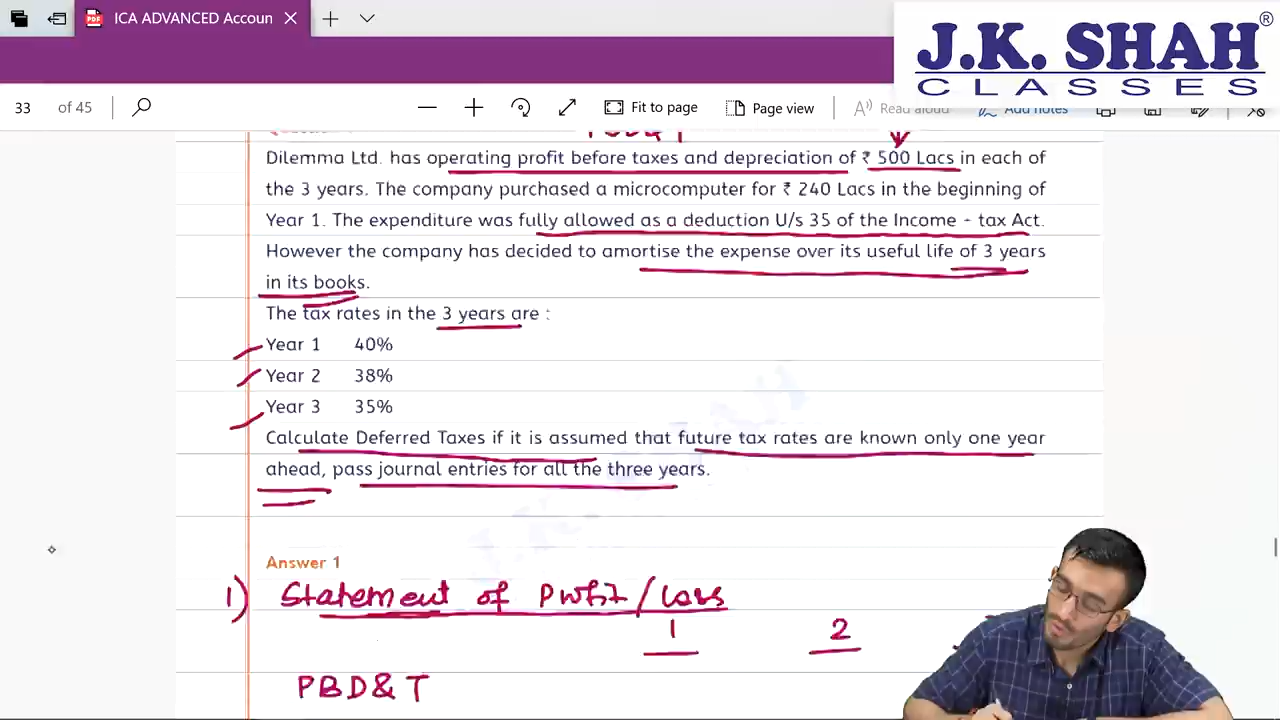 ICA ADVANCED Accoun
J.K. SHAH®
CLASSES
33 of 45
Fit to page
Page view
Read aloud
Add notes
Dilemma Ltd. has operating profit before taxes and depreciation of ₹ 500 Lacs in each of
the 3 years. The company purchased a microcomputer for ₹ 240 Lacs in the beginning of
Year 1. The expenditure was fully allowed as a deduction U/s 35 of the Income - tax Act.
However the company has decided to amortise the expense over its useful life of 3 years
in its books.
The tax rates in the 3 years are :
Year 1 40%
Year 2 38%
Year 3 35%
Calculate Deferred Taxes if it is assumed that future tax rates are known only one year
ahead, pass journal entries for all the three years.
Answer 1
1) Statement of Profit / Loss
1 2
PBD & T